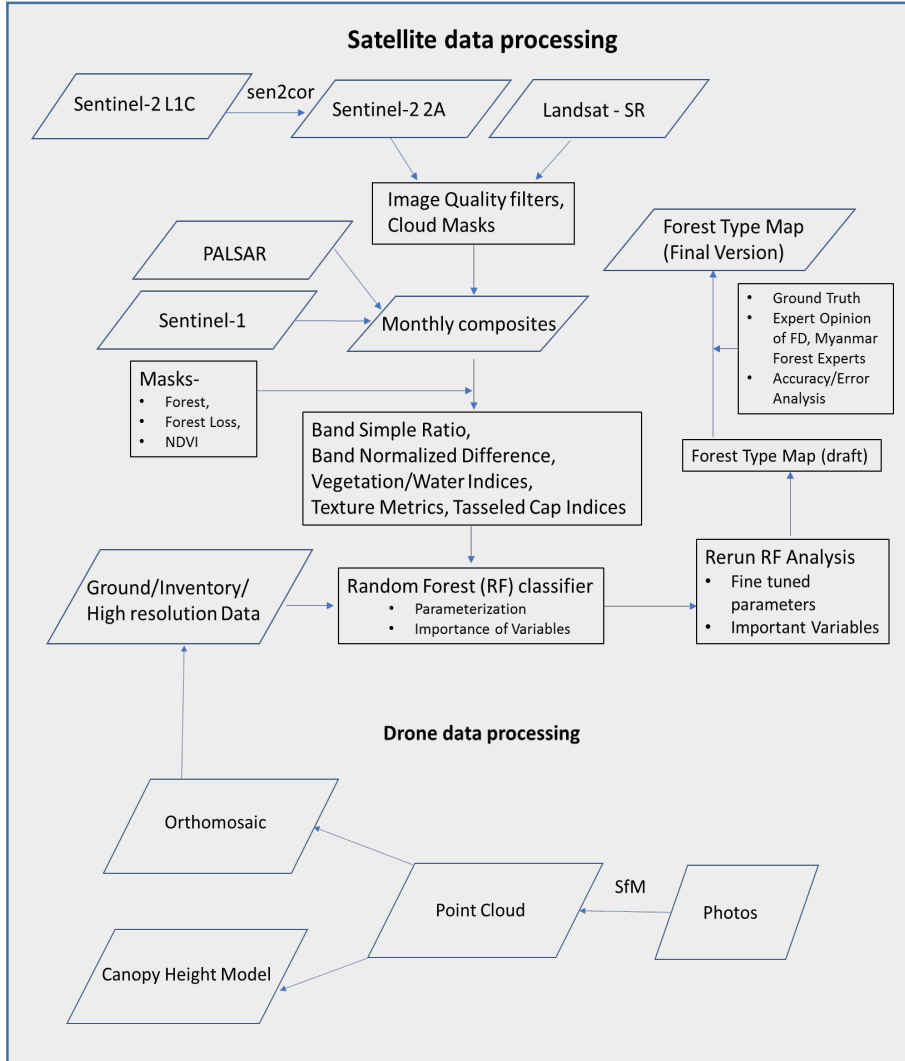 Satellite data processing
Sentinel-2 L1C
sen2cor
Sentinel-2 2A
Landsat - SR
Image Quality filters,
Cloud Masks
PALSAR
Forest Type Map
(Final Version)
Sentinel-1
Monthly composites
• Ground Truth
• Expert Opinion
of FD, Myanmar
Forest Experts
• Accuracy/Error
Analysis
Masks-
• Forest,
• Forest Loss,
• NDVI
Band Simple Ratio,
Band Normalized Difference,
Vegetation/Water Indices,
Texture Metrics, Tasseled Cap Indices
Forest Type Map (draft)
Ground/Inventory/
High resolution Data
Random Forest (RF) classifier
• Parameterization
• Importance of Variables
Rerun RF Analysis
• Fine tuned
parameters
• Important Variables
Drone data processing
Orthomosaic
Point Cloud
SfM
Photos
Canopy Height Model